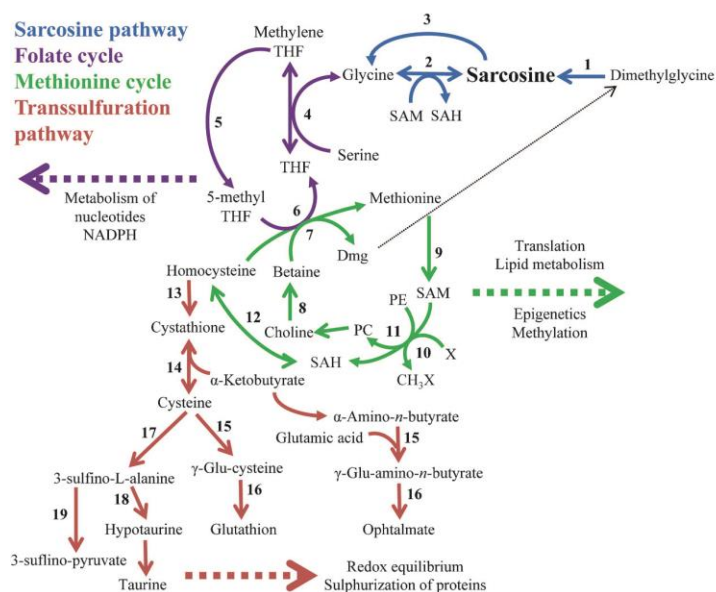 Sarcosine pathway
Folate cycle
Methionine cycle
Transsulfuration
pathway
Methylene
THF
3
Glycine
2
Sarcosine
1
Dimethylglycine
SAM
SAH
4
5
Serine
THF
Metabolism of
nucleotides
NADPH
5-methyl
THF
6
7
Methionine
Dmg
Homocysteine
Betaine
9
Translation
Lipid metabolism
Epigenetics
Methylation
13
8
PE
SAM
Cystathione
12
Choline
PC
11
10
X
SAH
CH₃X
14
α-Ketobutyrate
Cysteine
α-Amino-n-butyrate
17
15
Glutamic acid
15
3-sulfino-L-alanine
γ-Glu-cysteine
γ-Glu-amino-n-butyrate
18
16
16
19
Hypotaurine
Glutathion
Ophtalmate
3-suflino-pyruvate
Taurine
Redox equilibrium
Sulphurization of proteins